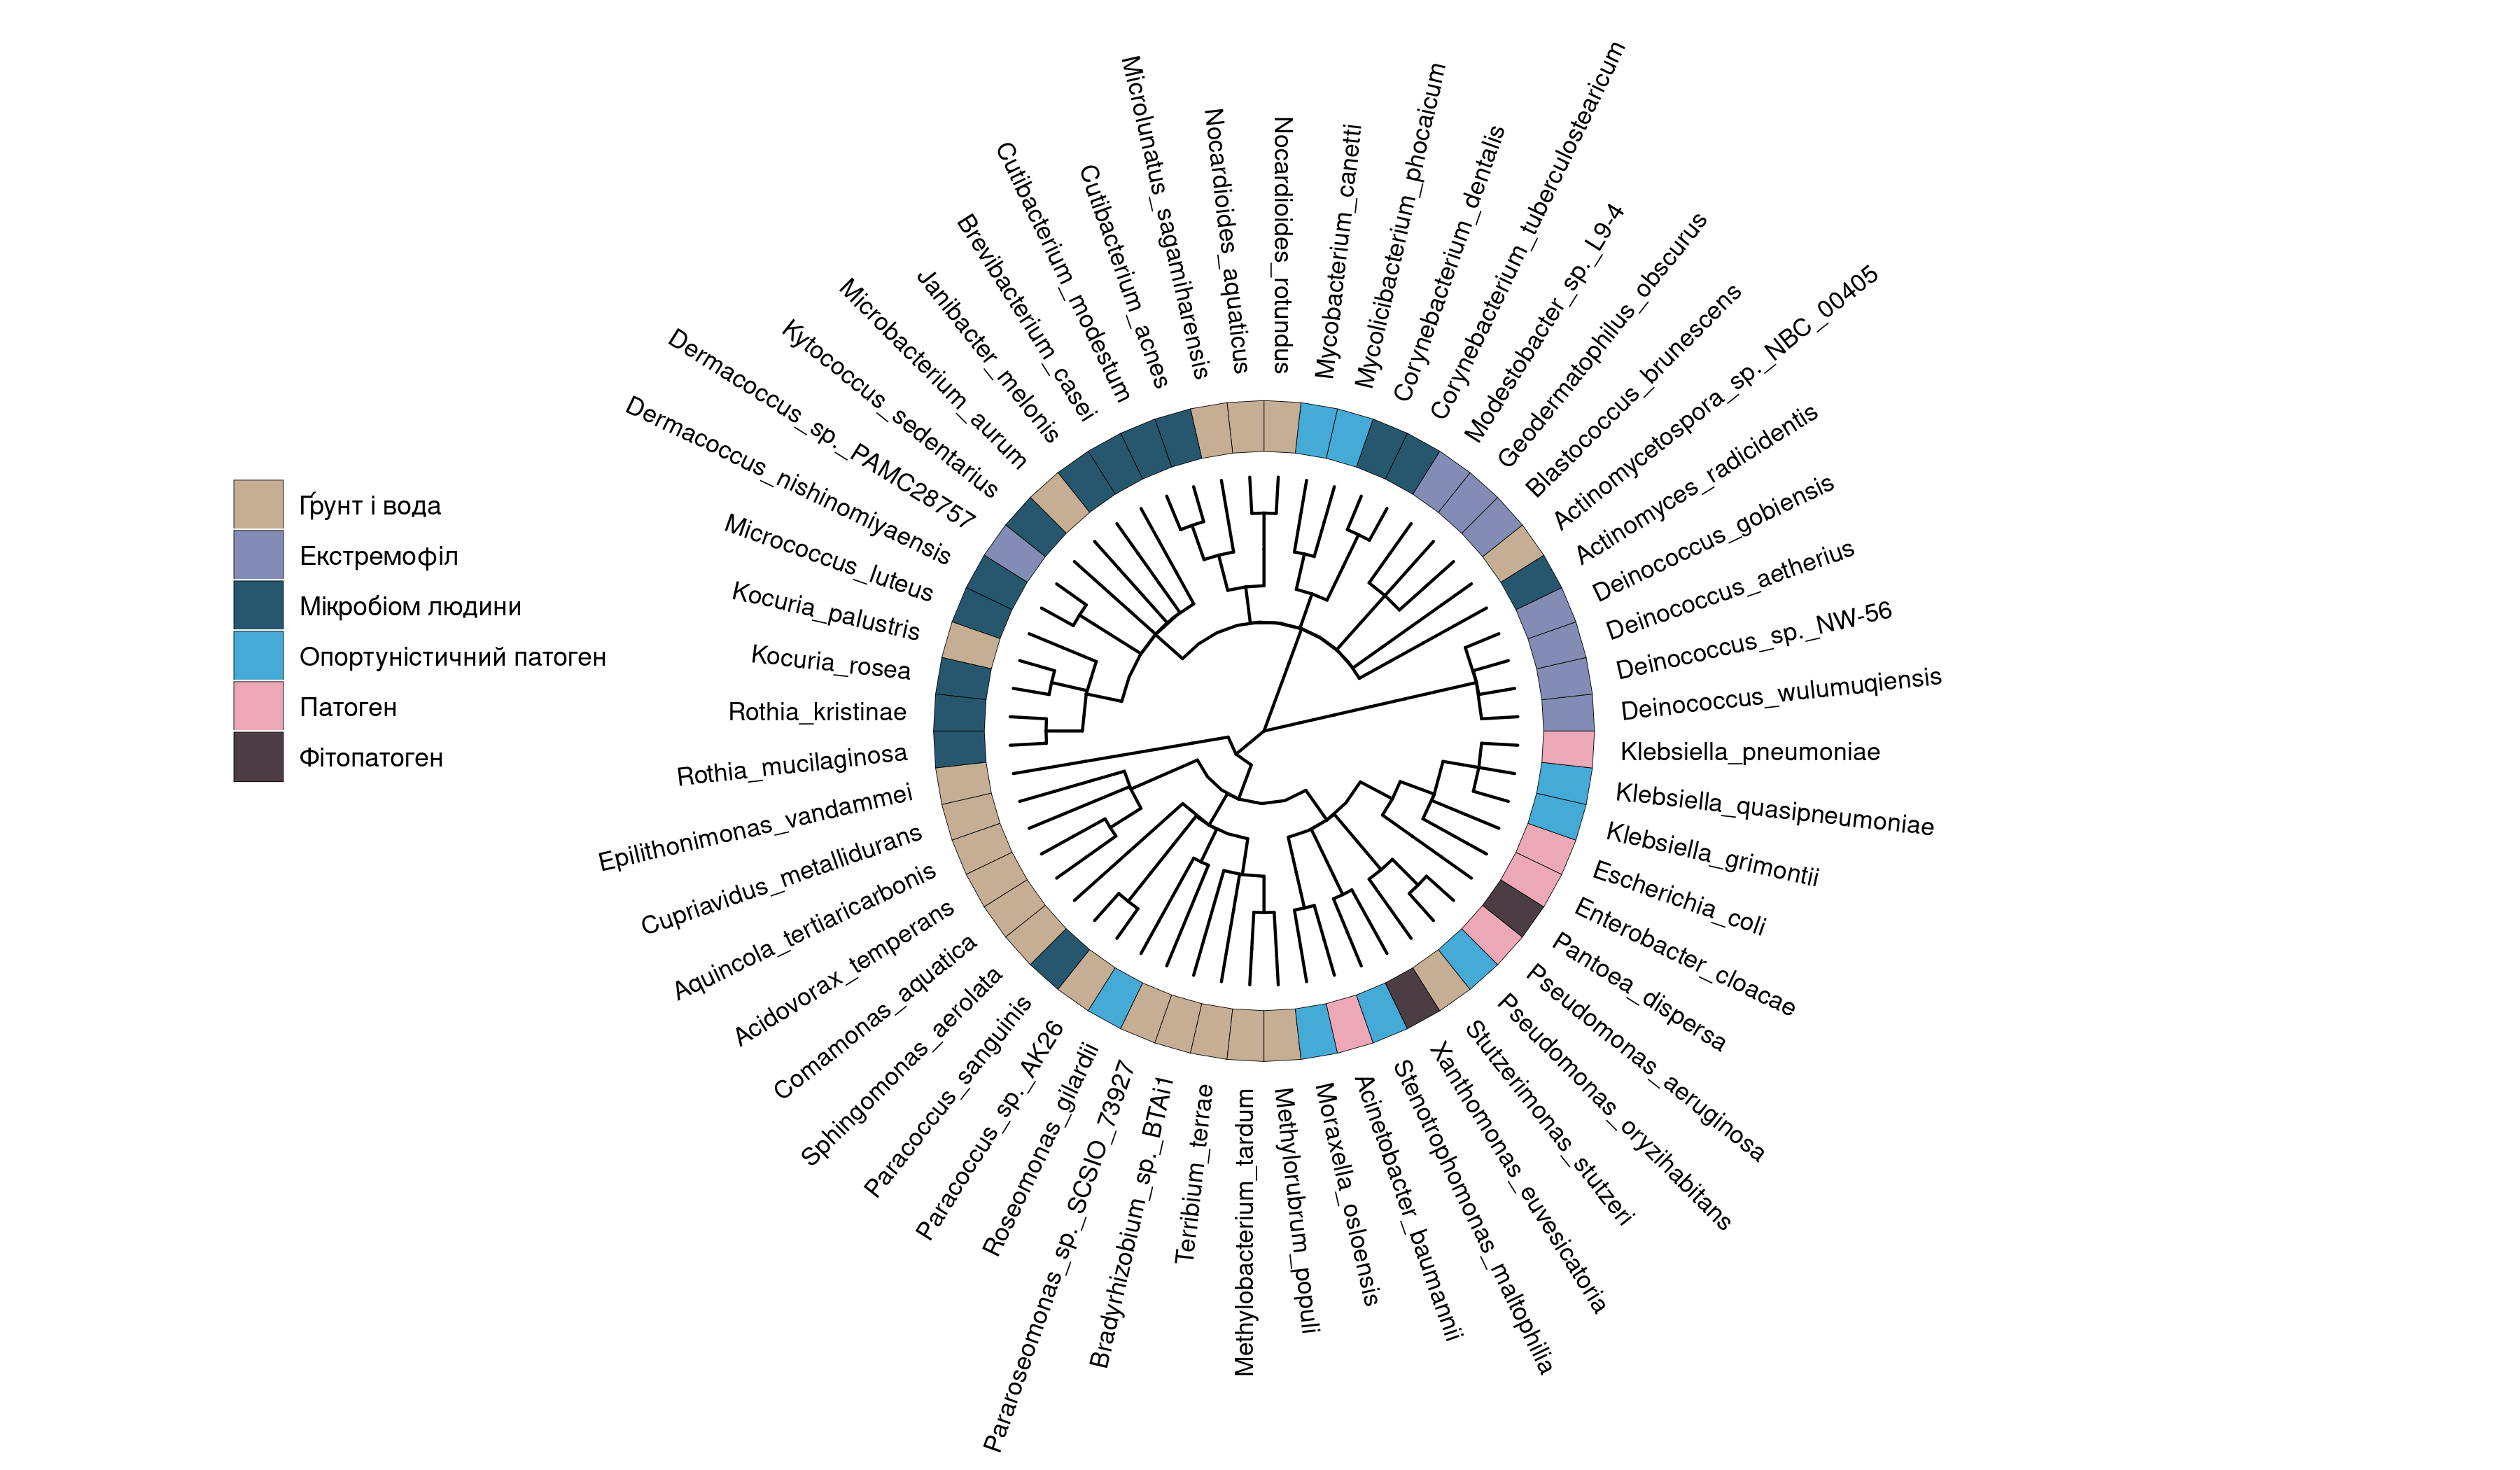 Ґрунт і вода
Екстремофіл
Мікробіом людини
Опортуністичний патоген
Патоген
Фітопатоген
Nocardioides_rotundus
Mycobacterium_canetti
Mycolicibacterium_phocaicum
Corynebacterium_dentalis
Corynebacterium_tuberculostearicum
Modestobacter_sp._L9-4
Geodermatophilus_obscurus
Blastococcus_brunescens
Actinomycetospora_sp._NBC_00405
Actinomyces_radicidentis
Deinococcus_gobiensis
Deinococcus_aetherius
Deinococcus_sp._NW-56
Deinococcus_wulumuqiensis
Klebsiella_pneumoniae
Klebsiella_quasipneumoniae
Klebsiella_grimontii
Escherichia_coli
Enterobacter_cloacae
Pantoea_dispersa
Pseudomonas_aeruginosa
Pseudomonas_oryzihabitans
Stutzerimonas_stutzeri
Xanthomonas_euvesicatoria
Stenotrophomonas_maltophilia
Acinetobacter_baumannii
Moraxella_osloensis
Methylorubrum_populi
Methylobacterium_tardum
Terribium_terrae
Bradyrhizobium_sp._BTAi1
Pararoseomonas_sp._SCSIO_73927
Roseomonas_gilardii
Paracoccus_sp._AK26
Paracoccus_sanguinis
Sphingomonas_aerolata
Comamonas_aquatica
Acidovorax_temperans
Aquincola_tertiaricarbonis
Cupriavidus_metallidurans
Epilithonimonas_vandammei
Rothia_mucilaginosa
Rothia_kristinae
Kocuria_rosea
Kocuria_palustris
Micrococcus_luteus
Dermacoccus_nishinomiyaensis
Dermacoccus_sp._PAMC28757
Kytococcus_sedentarius
Microbacterium_aurum
Janibacter_melonis
Brevibacterium_casei
Cutibacterium_modestum
Cutibacterium_acnes
Microlunatus_sagamiharensis
Nocardioides_aquaticus